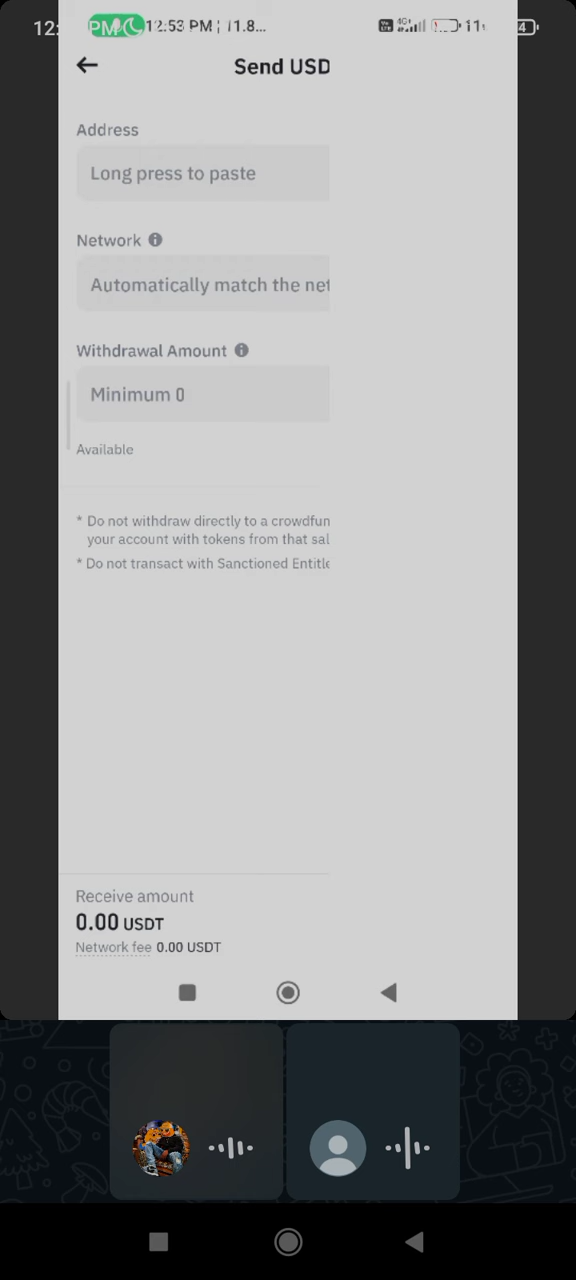 12:53 PM | 11.8...
Send USD
Address
Long press to paste
Network
Automatically match the net
Withdrawal Amount
Minimum 0
Available
* Do not withdraw directly to a crowdfun
your account with tokens from that sal
* Do not transact with Sanctioned Entitle
Receive amount
0.00 USDT
Network fee 0.00 USDT